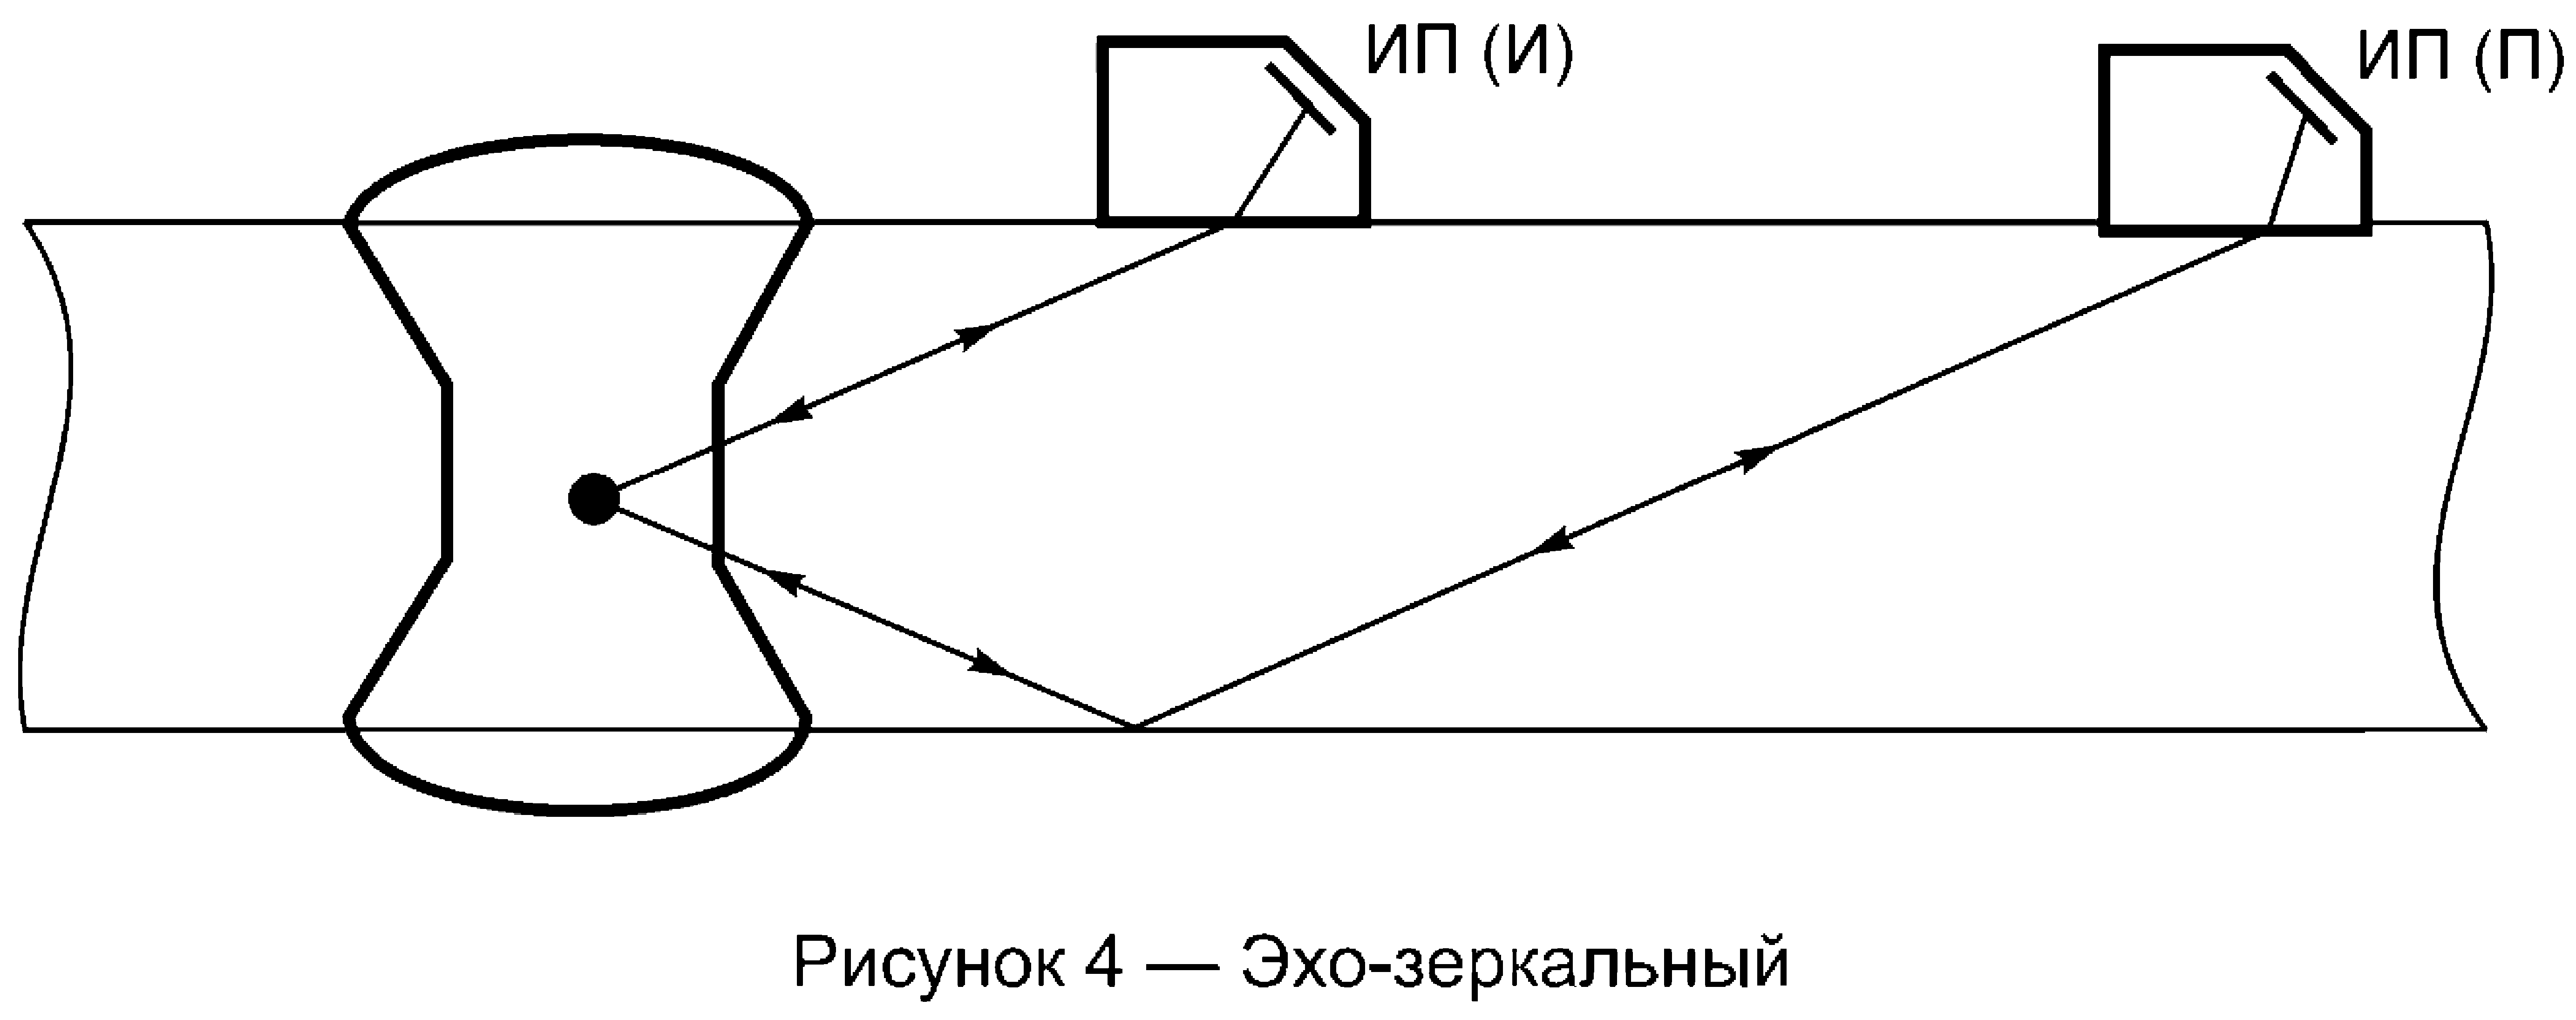 ИП (И)
ИП (П)
Рисунок 4 — Эхо-зеркальный